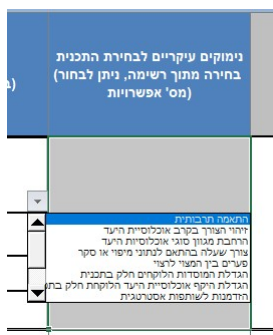 נימוקים עיקריים לבחירת התכנית
(בחירה מתוך רשימה, ניתן לבחור
מס' אפשרויות)
התאמה תרבותית
זיהוי הצורך בקרב אוכלוסיית היעד
הרחבת מגוון סוגי אוכלוסיות היעד
צורך שעלה בהתאם לנתוני מיפוי או סקר
פערים בין המצוי לרצוי
הגדלת המוסדות הלוקחים חלק בתכנית
הגדלת היקף אוכלוסיית היעד הלוקחת חלק בתו
הזדמנות לשותפות אסטרטגית